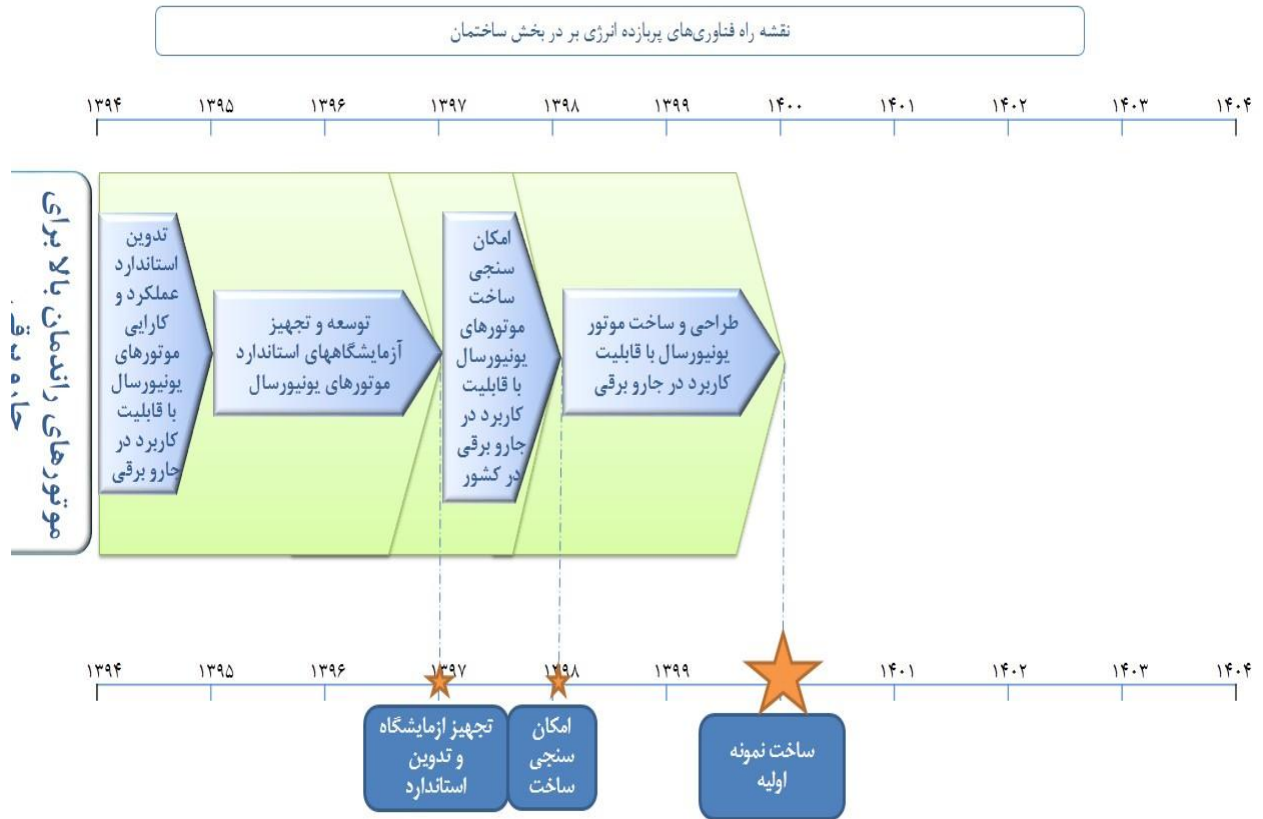 نقشه راه فناوری‌های پربازده انرژی بر در بخش ساختمان
۱۳۹۴ ۱۳۹۵ ۱۳۹۶ ۱۳۹۷ ۱۳۹۸ ۱۳۹۹ ۱۴۰۰ ۱۴۰۱ ۱۴۰۲ ۱۴۰۳ ۱۴۰۴
موتورهای راندمان بالا برای
تدوین
استاندارد
عملکرد و
کارایی
موتورهای
یونیورسال
با قابلیت
کاربرد در
جارو برقی
توسعه و تجهیز
آزمایشگاههای استاندارد
موتورهای یونیورسال
امکان
سنجی
ساخت
موتورهای
یونیورسال
با قابلیت
کاربرد در
جارو برقی
در کشور
طراحی و ساخت موتور
یونیورسال با قابلیت
کاربرد در جارو برقی
۱۳۹۴ ۱۳۹۵ ۱۳۹۶ ۱۳۹۷ ۱۳۹۸ ۱۳۹۹ ۱۴۰۰ ۱۴۰۱ ۱۴۰۲ ۱۴۰۳ ۱۴۰۴
تجهیز ازمایشگاه
و تدوین
استاندارد
امکان
سنجی
ساخت
ساخت نمونه
اولیه